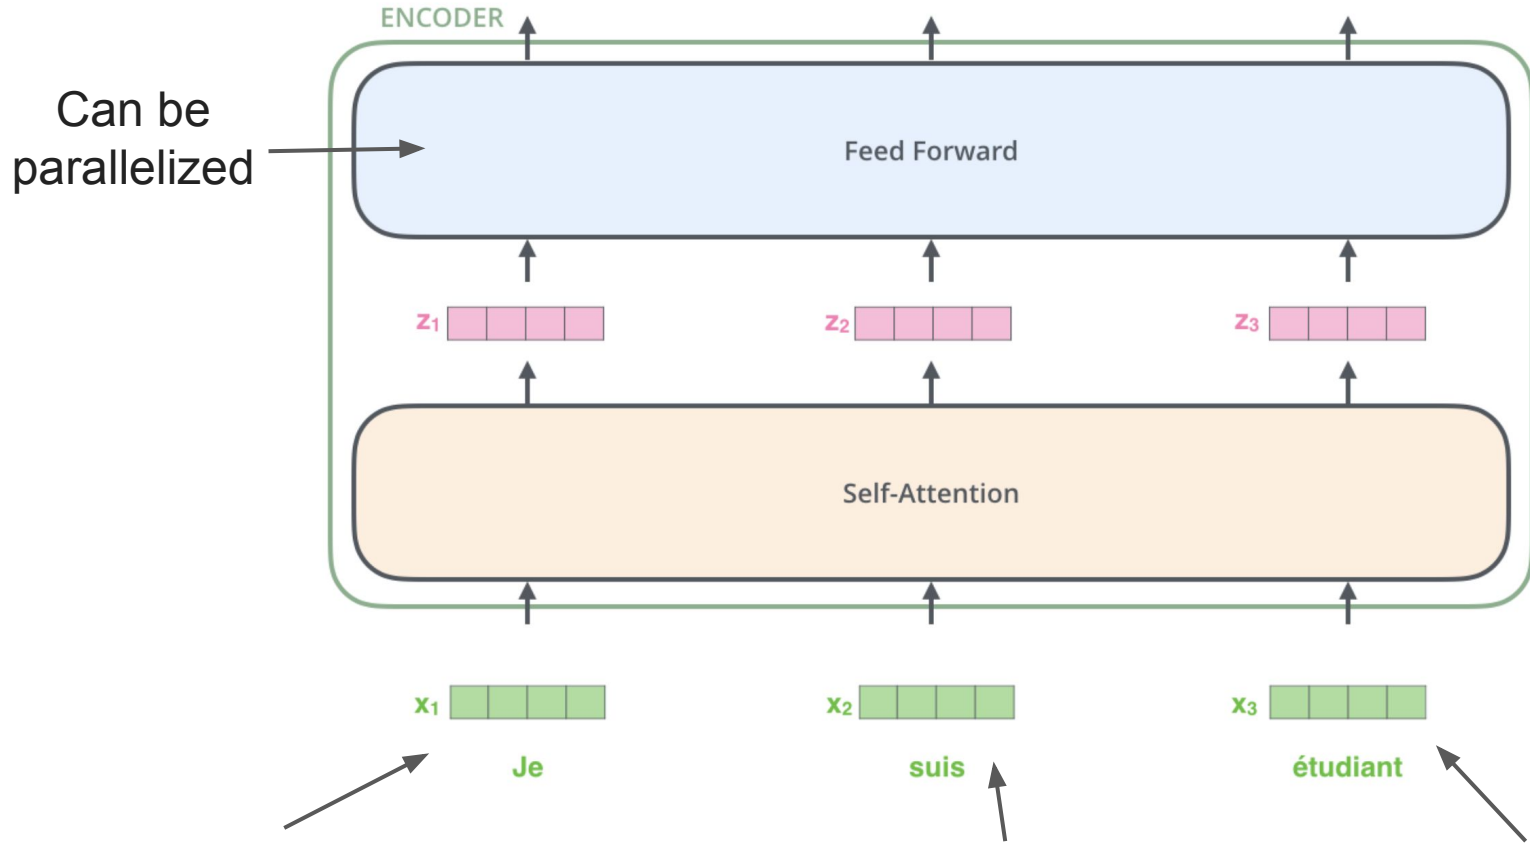 ENCODER
Can be
parallelized
Feed Forward
z1
z2
z3
Self-Attention
x1
x2
x3
Je
suis
étudiant